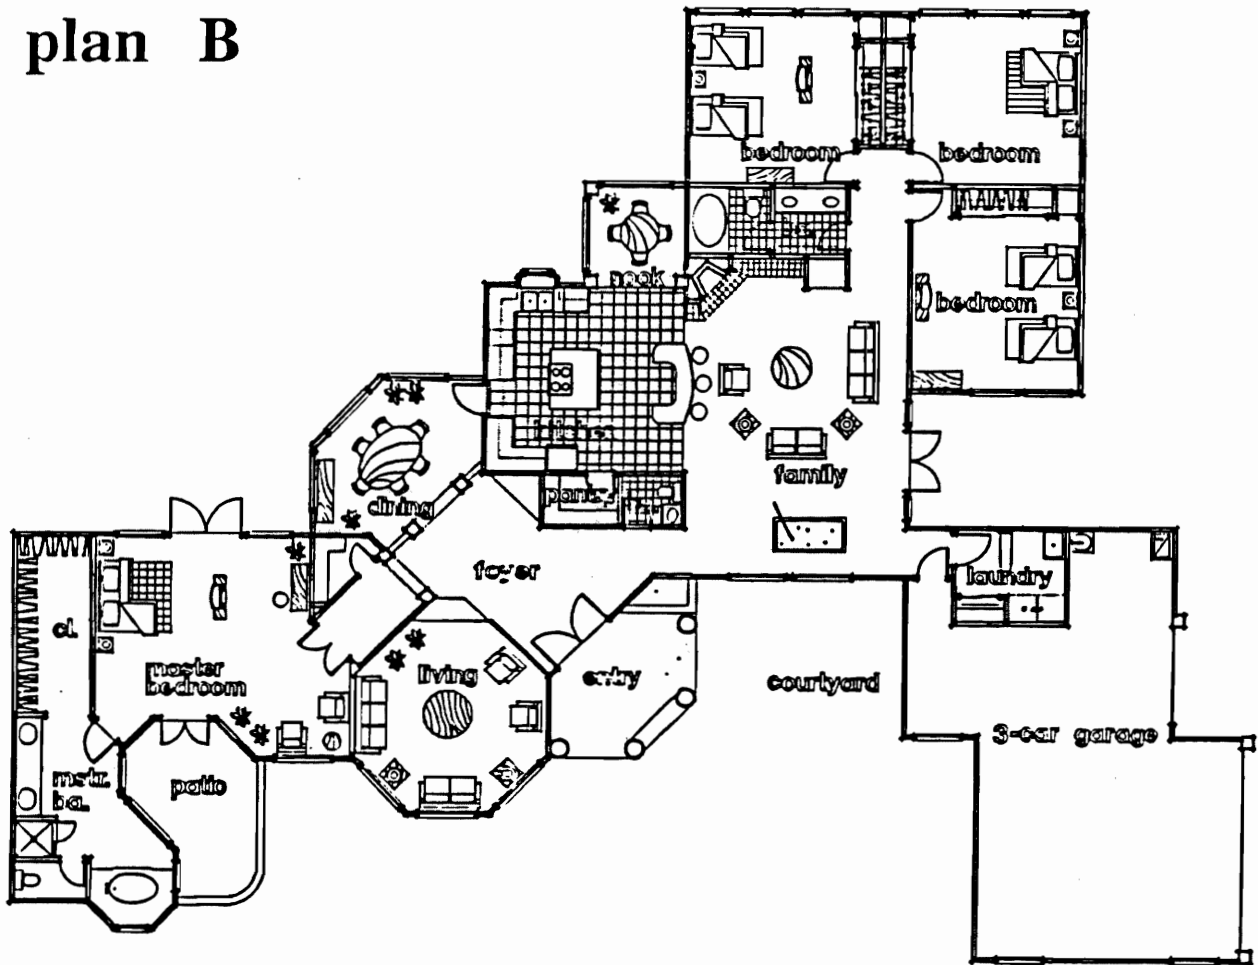 plan B
bedroom
bedroom
nook
bedroom
kitchen
family
dining
pantry
foyer
laundry
cl.
master
bedroom
living
entry
courtyard
3-car garage
mstr.
ba.
patio